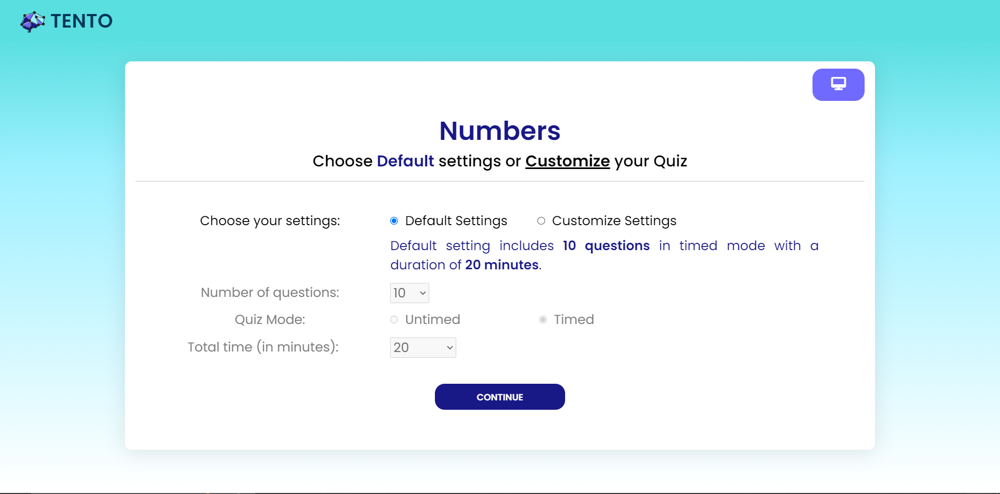 TENTO
Numbers
Choose Default settings or Customize your Quiz
Choose your settings:
Default Settings
Customize Settings
Default setting includes 10 questions in timed mode with a
duration of 20 minutes.
Number of questions:
10
Quiz Mode:
Untimed
Timed
Total time (in minutes):
20
CONTINUE